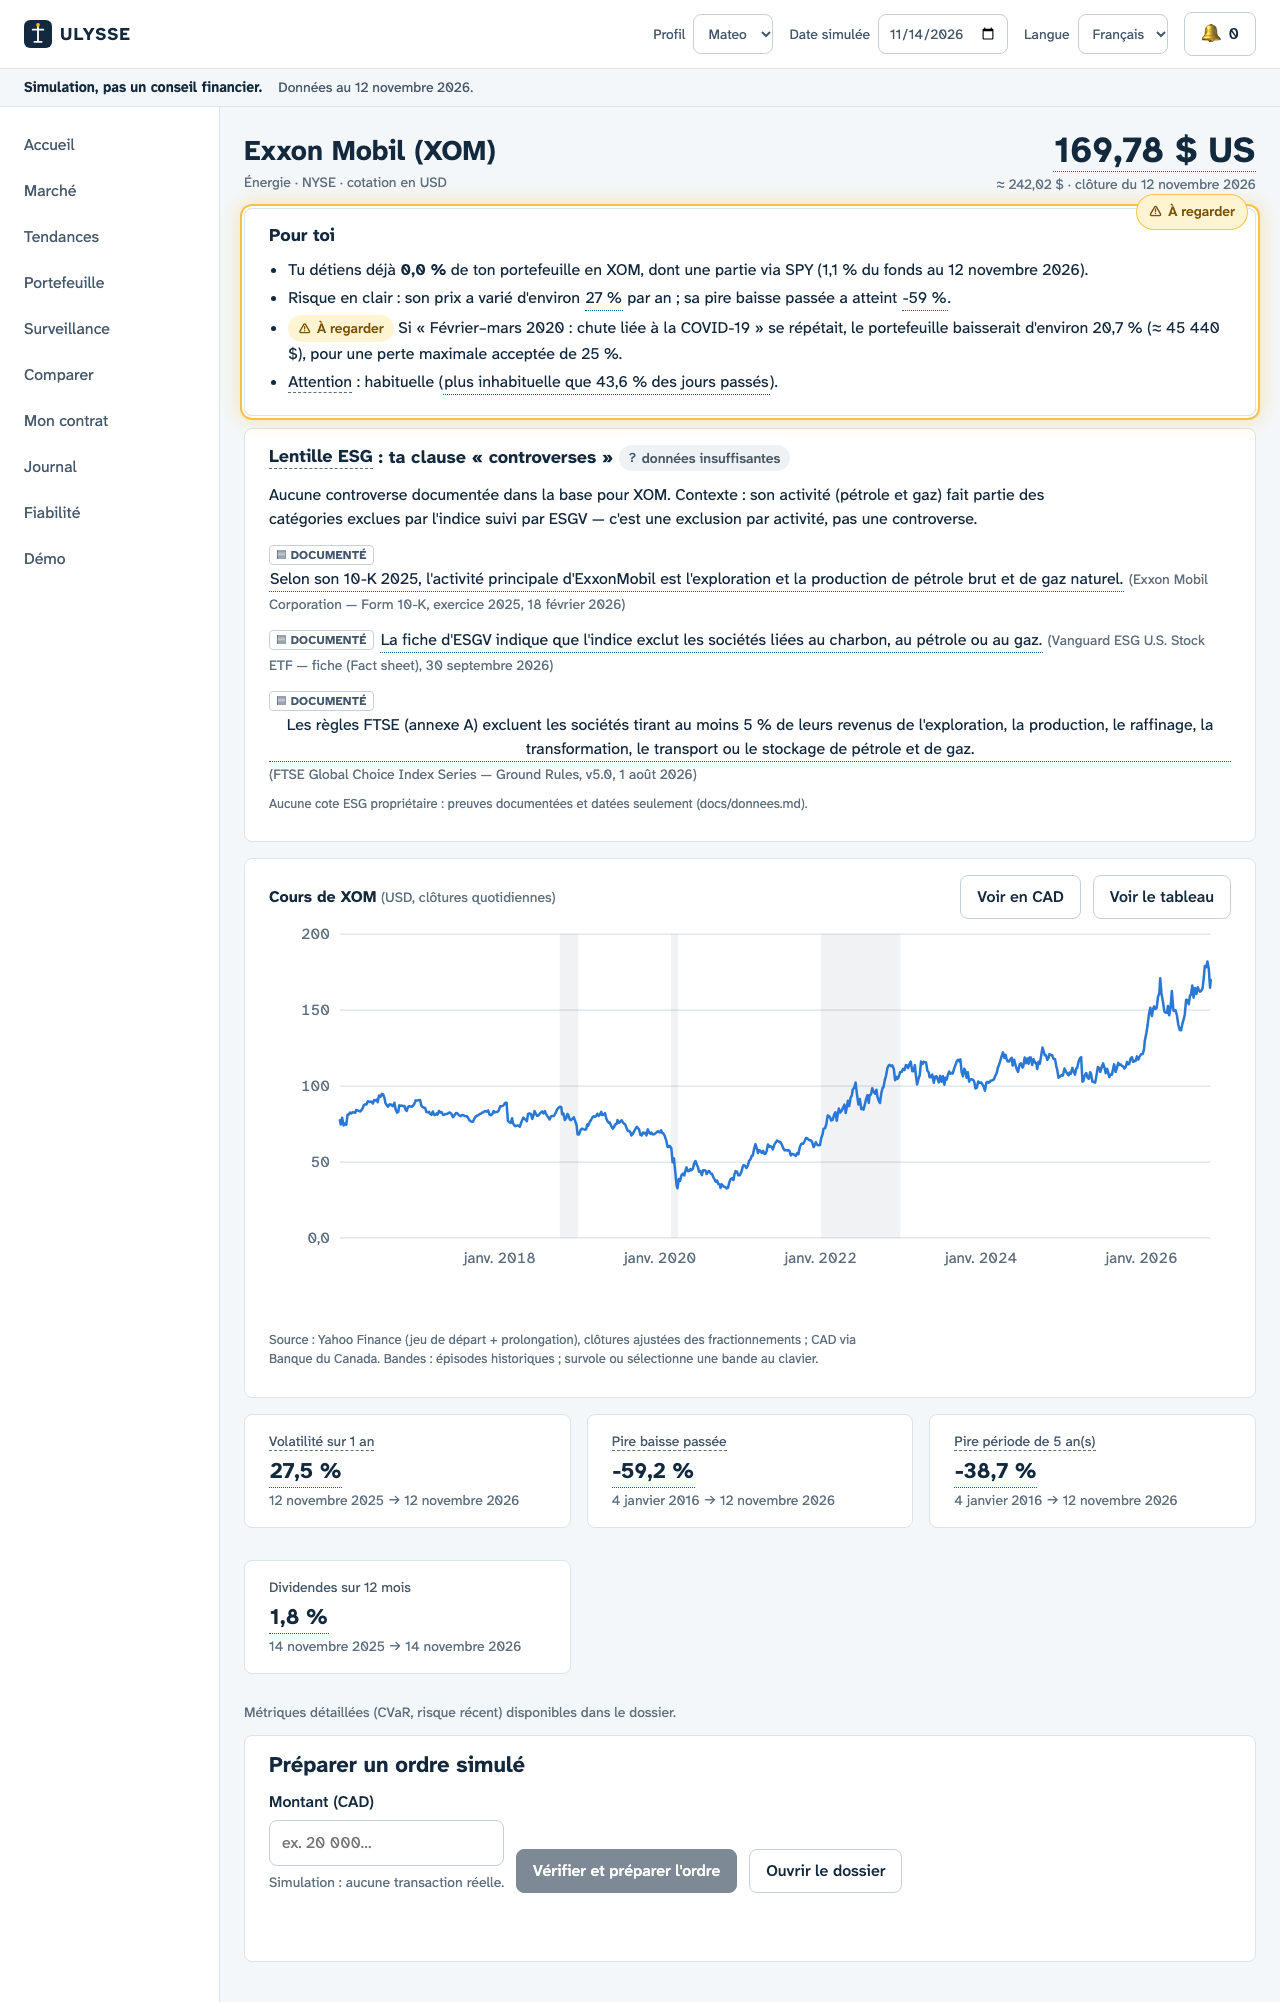 ULYSSE
Profil Mateo Date simulée 11/14/2026 Langue Français 🔔 0
Simulation, pas un conseil financier. Données au 12 novembre 2026.
Accueil
Marché
Tendances
Portefeuille
Surveillance
Comparer
Mon contrat
Journal
Fiabilité
Démo
Exxon Mobil (XOM)
Énergie · NYSE · cotation en USD
169,78 $ US
≈ 242,02 $ · clôture du 12 novembre 2026
⚠ À regarder
Pour toi
• Tu détiens déjà 0,0 % de ton portefeuille en XOM, dont une partie via SPY (1,1 % du fonds au 12 novembre 2026).
• Risque en clair : son prix a varié d'environ 27 % par an ; sa pire baisse passée a atteint -59 %.
• ⚠ À regarder Si « Février–mars 2020 : chute liée à la COVID-19 » se répétait, le portefeuille baisserait d'environ 20,7 % (≈ 45 440
$), pour une perte maximale acceptée de 25 %.
• Attention : habituelle (plus inhabituelle que 43,6 % des jours passés).
Lentille ESG : ta clause « controverses » ? données insuffisantes
Aucune controverse documentée dans la base pour XOM. Contexte : son activité (pétrole et gaz) fait partie des
catégories exclues par l'indice suivi par ESGV — c'est une exclusion par activité, pas une controverse.
DOCUMENTÉ
Selon son 10-K 2025, l'activité principale d'ExxonMobil est l'exploration et la production de pétrole brut et de gaz naturel. (Exxon Mobil
Corporation — Form 10-K, exercice 2025, 18 février 2026)
DOCUMENTÉ La fiche d'ESGV indique que l'indice exclut les sociétés liées au charbon, au pétrole ou au gaz. (Vanguard ESG U.S. Stock
ETF — fiche (Fact sheet), 30 septembre 2026)
DOCUMENTÉ
Les règles FTSE (annexe A) excluent les sociétés tirant au moins 5 % de leurs revenus de l'exploration, la production, le raffinage, la
transformation, le transport ou le stockage de pétrole et de gaz.
(FTSE Global Choice Index Series — Ground Rules, v5.0, 1 août 2026)
Aucune cote ESG propriétaire : preuves documentées et datées seulement (docs/donnees.md).
Cours de XOM (USD, clôtures quotidiennes)
Voir en CAD
Voir le tableau
200
150
100
50
0,0
janv. 2018
janv. 2020
janv. 2022
janv. 2024
janv. 2026
Source : Yahoo Finance (jeu de départ + prolongation), clôtures ajustées des fractionnements ; CAD via
Banque du Canada. Bandes : épisodes historiques ; survole ou sélectionne une bande au clavier.
Volatilité sur 1 an
27,5 %
12 novembre 2025 → 12 novembre 2026
Pire baisse passée
-59,2 %
4 janvier 2016 → 12 novembre 2026
Pire période de 5 an(s)
-38,7 %
4 janvier 2016 → 12 novembre 2026
Dividendes sur 12 mois
1,8 %
14 novembre 2025 → 14 novembre 2026
Métriques détaillées (CVaR, risque récent) disponibles dans le dossier.
Préparer un ordre simulé
Montant (CAD)
ex. 20 000…
Simulation : aucune transaction réelle.
Vérifier et préparer l'ordre
Ouvrir le dossier